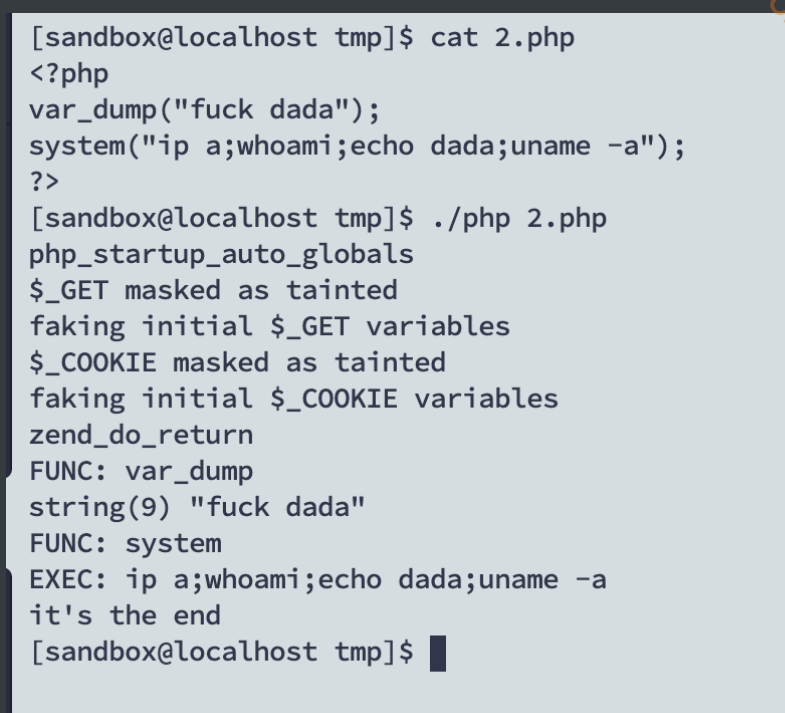 [sandbox@localhost tmp]$ cat 2.php
<?php
var_dump("fuck dada");
system("ip a;whoami;echo dada;uname -a");
?>
[sandbox@localhost tmp]$ ./php 2.php
php_startup_auto_globals
$_GET masked as tainted
faking initial $_GET variables
$_COOKIE masked as tainted
faking initial $_COOKIE variables
zend_do_return
FUNC: var_dump
string(9) "fuck dada"
FUNC: system
EXEC: ip a;whoami;echo dada;uname -a
it's the end
[sandbox@localhost tmp]$